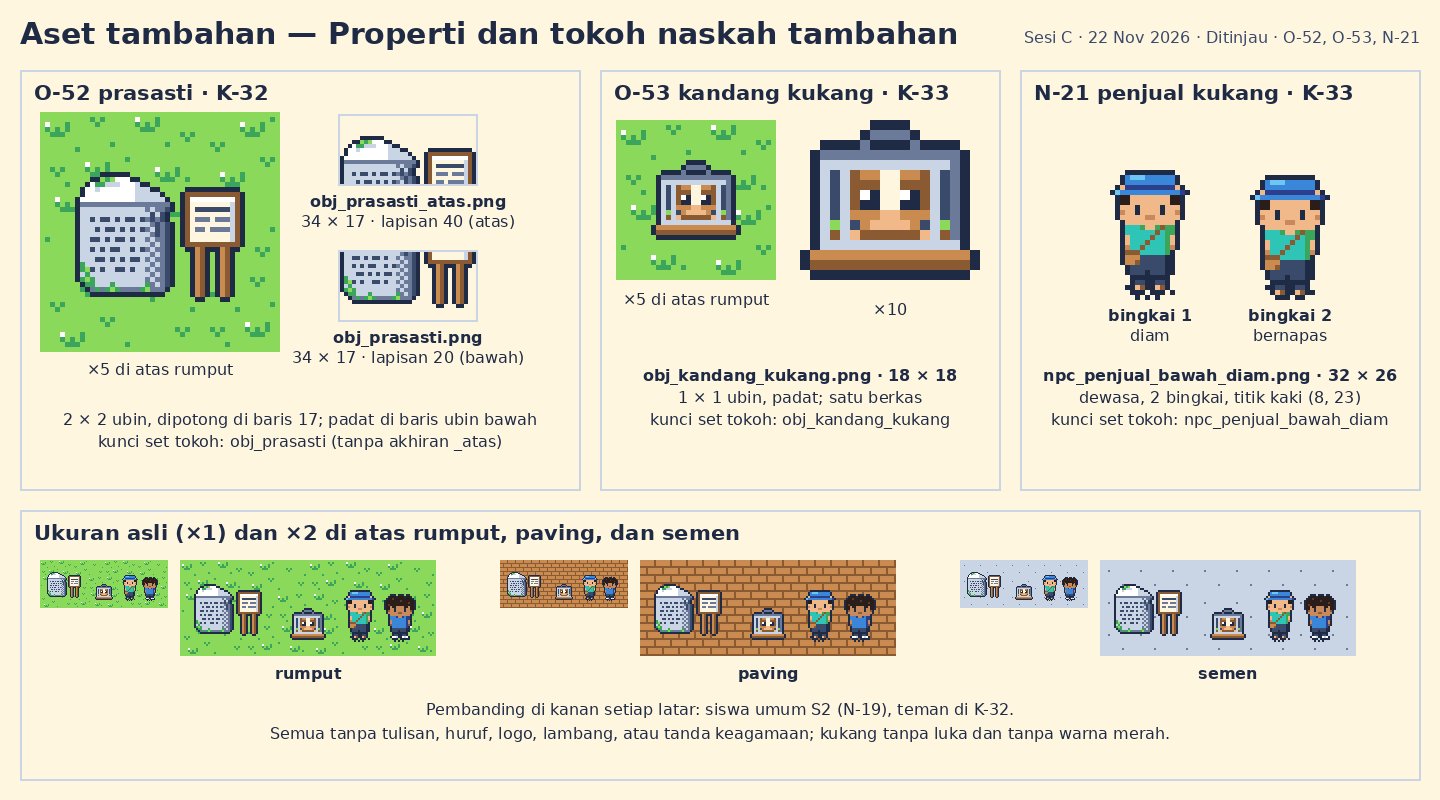 Aset tambahan — Properti dan tokoh naskah tambahan
Sesi C · 22 Nov 2026 · Ditinjau · O-52, O-53, N-21
O-52 prasasti · K-32
obj_prasasti_atas.png
34 × 17 · lapisan 40 (atas)
obj_prasasti.png
34 × 17 · lapisan 20 (bawah)
×5 di atas rumput
2 × 2 ubin, dipotong di baris 17; padat di baris ubin bawah
kunci set tokoh: obj_prasasti (tanpa akhiran _atas)
O-53 kandang kukang · K-33
×5 di atas rumput
×10
obj_kandang_kukang.png · 18 × 18
1 × 1 ubin, padat; satu berkas
kunci set tokoh: obj_kandang_kukang
N-21 penjual kukang · K-33
bingkai 1
diam
bingkai 2
bernapas
npc_penjual_bawah_diam.png · 32 × 26
dewasa, 2 bingkai, titik kaki (8, 23)
kunci set tokoh: npc_penjual_bawah_diam
Ukuran asli (×1) dan ×2 di atas rumput, paving, dan semen
rumput
paving
semen
Pembanding di kanan setiap latar: siswa umum S2 (N-19), teman di K-32.
Semua tanpa tulisan, huruf, logo, lambang, atau tanda keagamaan; kukang tanpa luka dan tanpa warna merah.